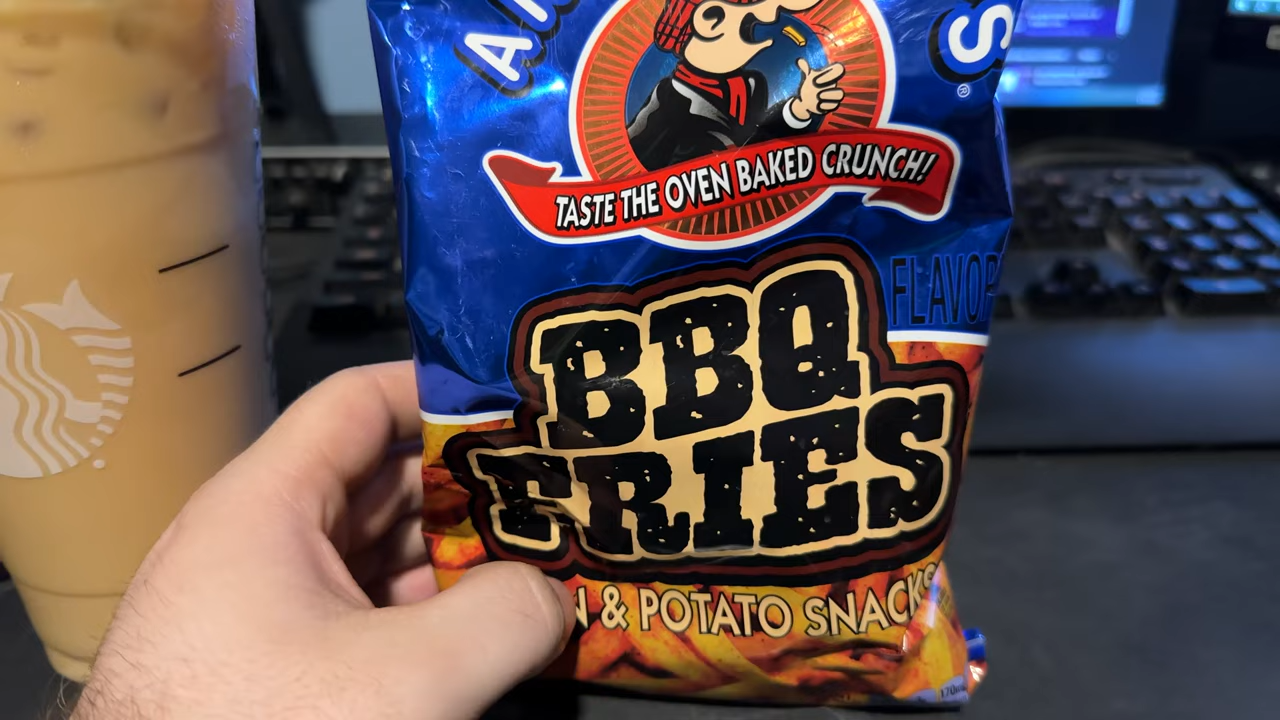 S
®
TASTE THE OVEN BAKED CRUNCH!
FLAVOR
BBQ
FRIES
& POTATO SNACKS